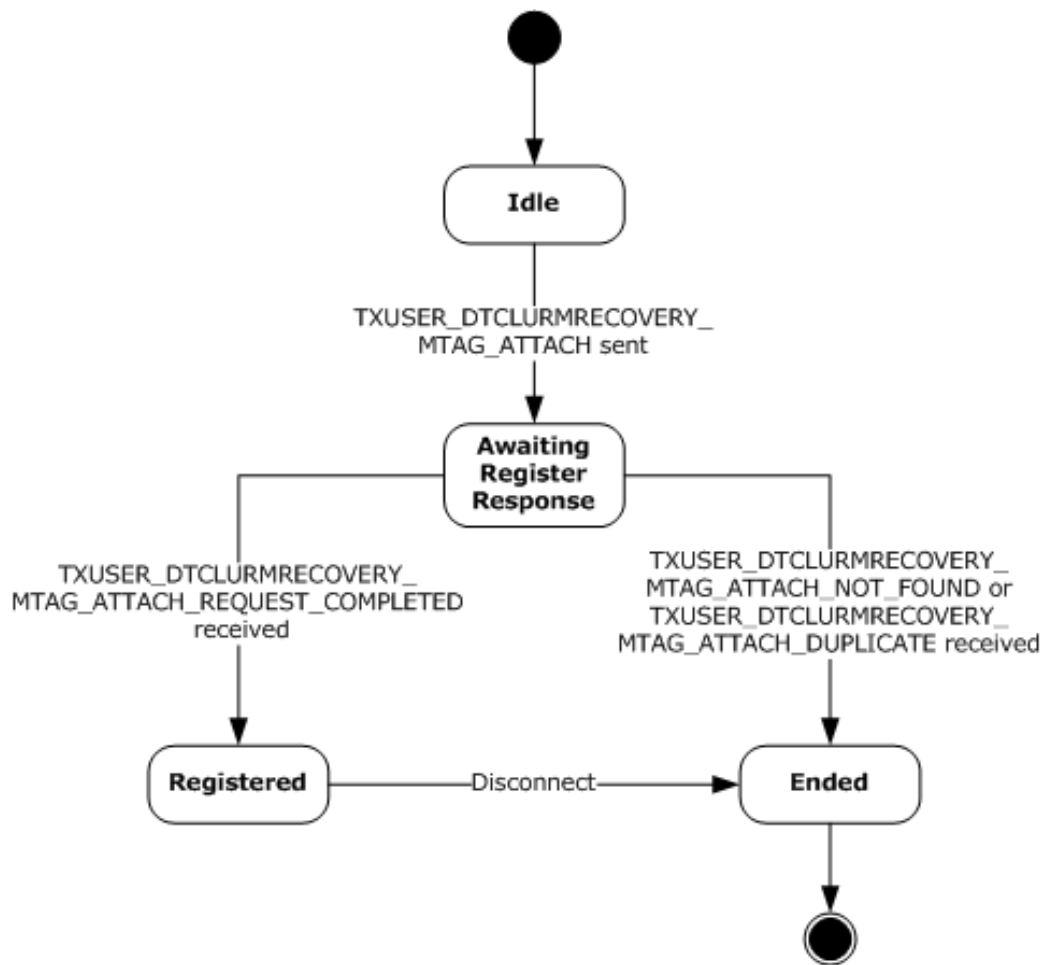 Idle
TXUSER_DTCLURMRECOVERY_
MTAG_ATTACH sent
Awaiting
Register
Response
TXUSER_DTCLURMRECOVERY_
MTAG_ATTACH_REQUEST_COMPLETED
received
TXUSER_DTCLURMRECOVERY_
MTAG_ATTACH_NOT_FOUND or
TXUSER_DTCLURMRECOVERY_
MTAG_ATTACH_DUPLICATE received
Registered
Disconnect
Ended